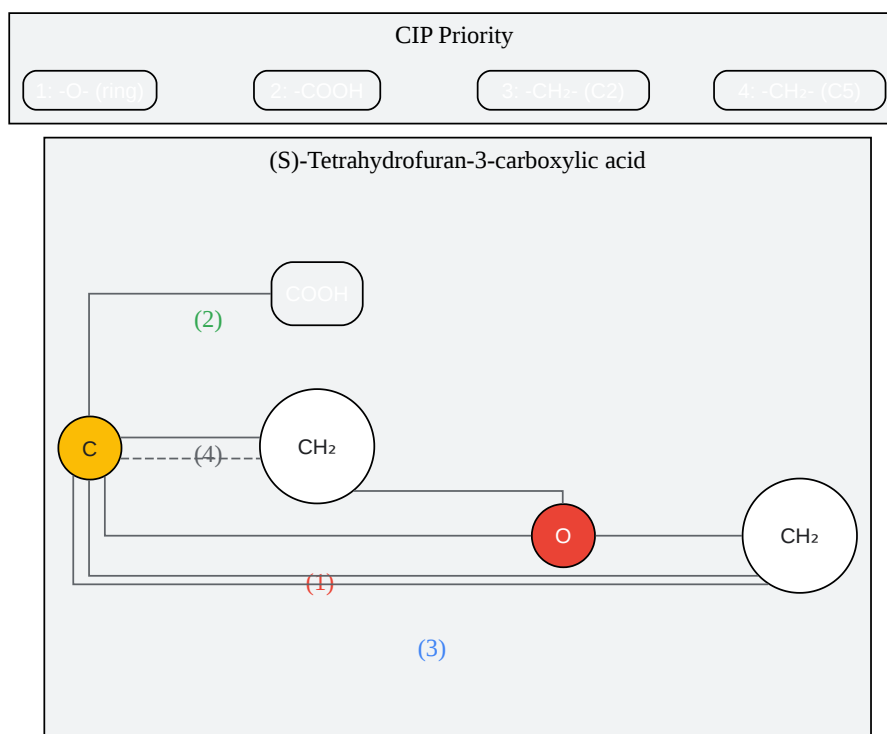 CIP Priority
1: -O- (ring)
2: -COOH
3: -CH₂- (C2)
4: -CH₂- (C5)
(S)-Tetrahydrofuran-3-carboxylic acid
COOH
(2)
C
(4)
CH₂
O
CH₂
(1)
(3)